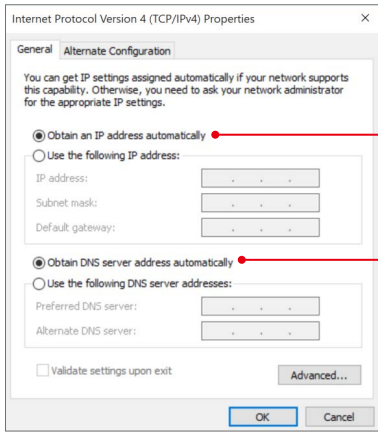 Internet Protocol Version 4 (TCP/IPv4) Properties
General Alternate Configuration
You can get IP settings assigned automatically if your network supports
this capability. Otherwise, you need to ask your network administrator
for the appropriate IP settings.
Obtain an IP address automatically
Use the following IP address:
IP address:
Subnet mask:
Default gateway:
Obtain DNS server address automatically
Use the following DNS server addresses:
Preferred DNS server:
Alternate DNS server:
Validate settings upon exit
Advanced...
OK Cancel